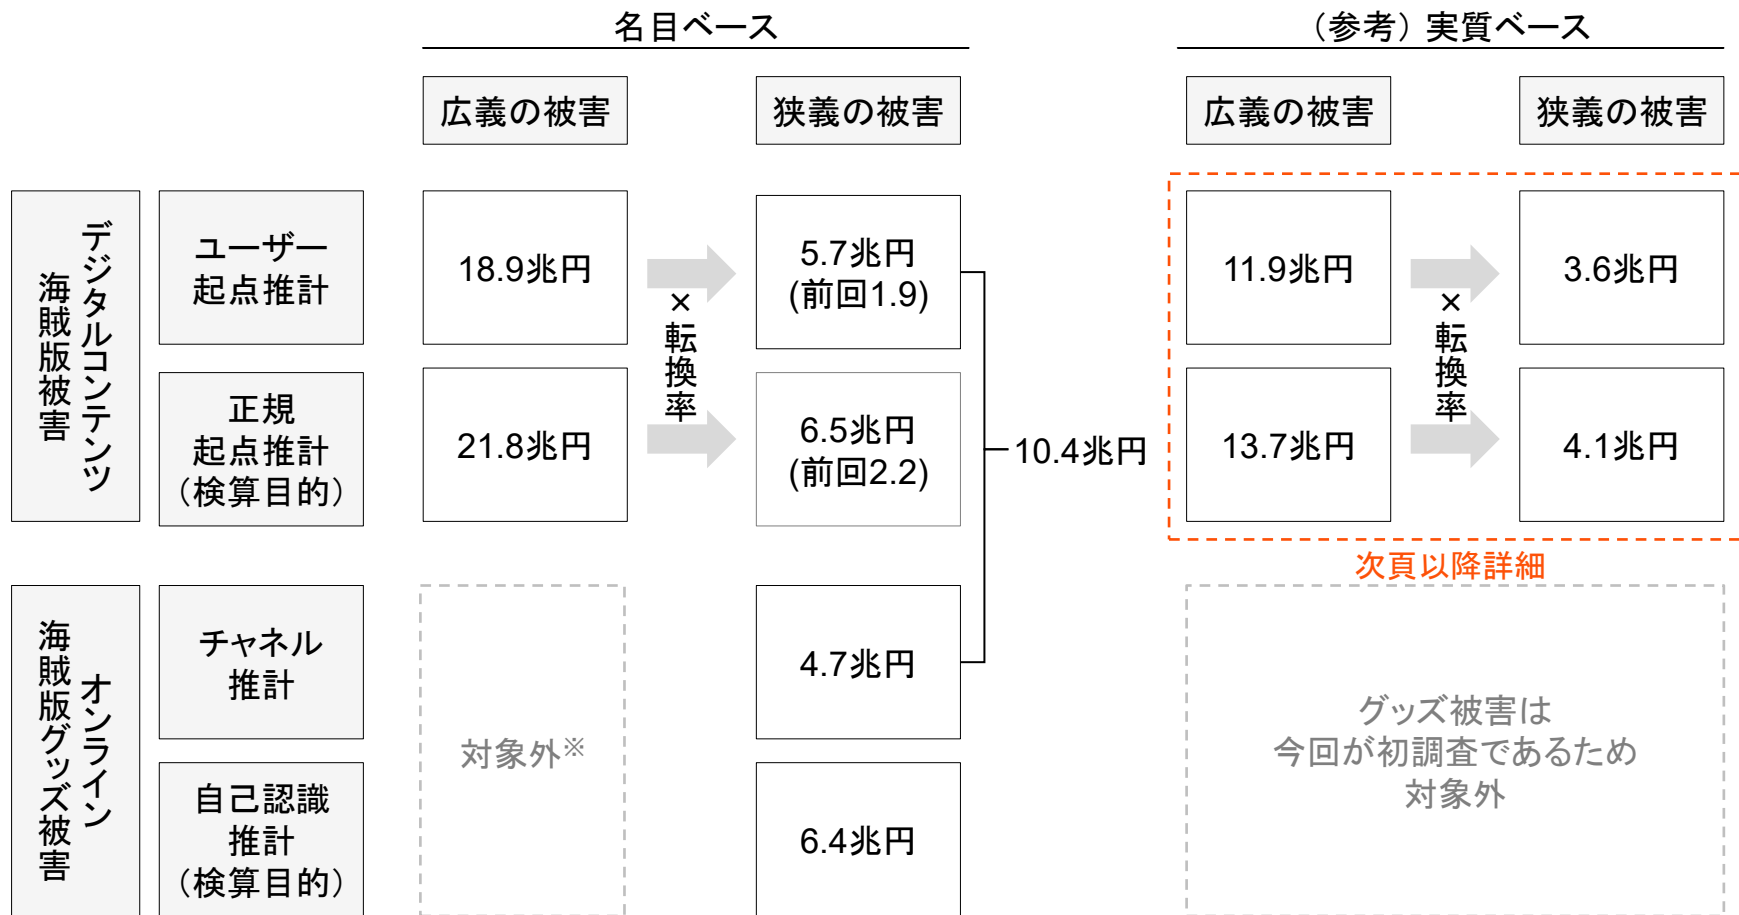 名目ベース
（参考）実質ベース
広義の被害
狭義の被害
広義の被害
狭義の被害
デジタルコンテンツ
海賊版被害
ユーザー
起点推計
18.9兆円
5.7兆円
(前回1.9)
11.9兆円
3.6兆円
×転換率
×転換率
正規
起点推計
（検算目的）
21.8兆円
6.5兆円
(前回2.2)
10.4兆円
13.7兆円
4.1兆円
次頁以降詳細
オンライン
海賊版グッズ被害
チャネル
推計
対象外※
4.7兆円
グッズ被害は
今回が初調査であるため
対象外
自己認識
推計
（検算目的）
6.4兆円